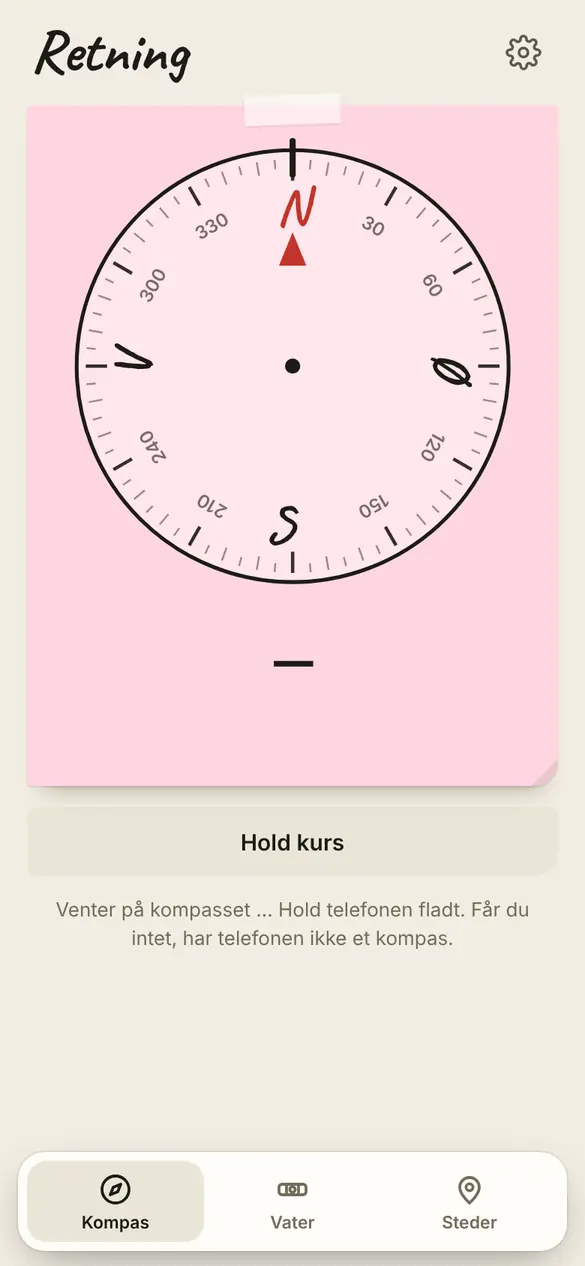 Retning
N
30
60
Ø
120
150
S
210
240
V
300
330
—
Hold kurs
Venter på kompasset ... Hold telefonen fladt. Får du
intet, har telefonen ikke et kompas.
Kompas
Vater
Steder